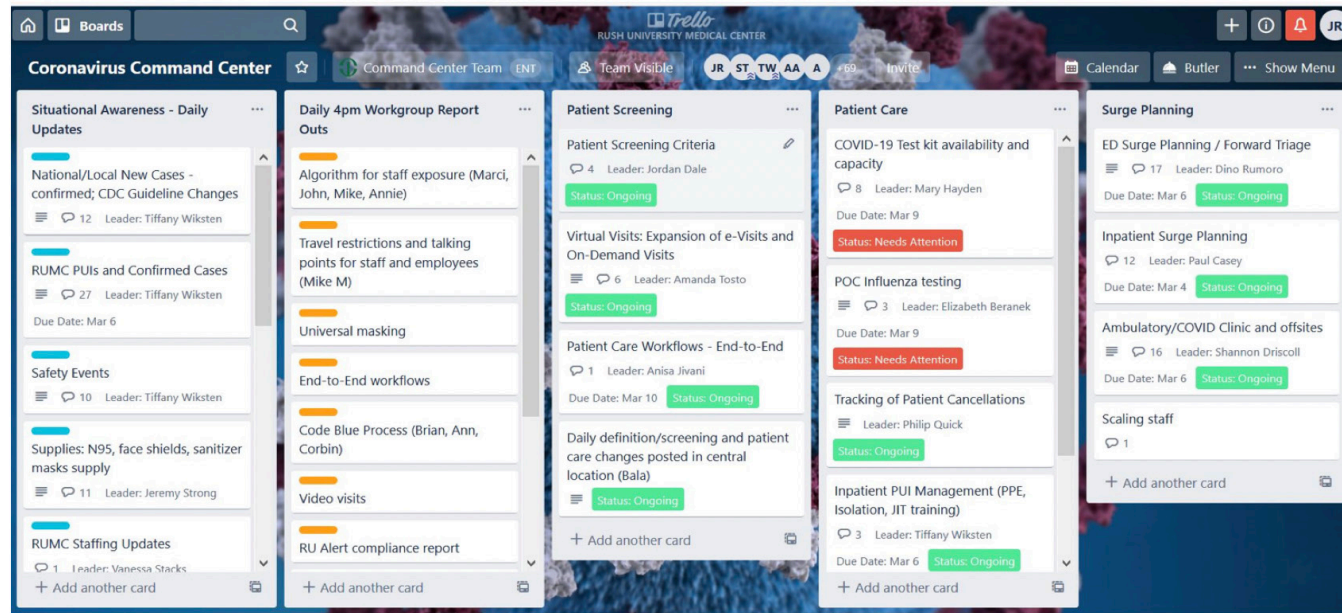 Boards
Trello
RUSH UNIVERSITY MEDICAL CENTER
JR
Coronavirus Command Center
Command Center Team ENT
Team Visible
JR ST TW AA A +69
Invite
Calendar
Butler
Show Menu
Situational Awareness - Daily
Updates
National/Local New Cases -
confirmed; CDC Guideline Changes
12 Leader: Tiffany Wiksten
RUMC PUIs and Confirmed Cases
27 Leader: Tiffany Wiksten
Due Date: Mar 6
Safety Events
10 Leader: Tiffany Wiksten
Supplies: N95, face shields, sanitizer
masks supply
11 Leader: Jeremy Strong
RUMC Staffing Updates
1 Leader: Vanessa Stacks
+ Add another card
Daily 4pm Workgroup Report
Outs
Algorithm for staff exposure (Marci,
John, Mike, Annie)
Travel restrictions and talking
points for staff and employees
(Mike M)
Universal masking
End-to-End workflows
Code Blue Process (Brian, Ann,
Corbin)
Video visits
RU Alert compliance report
+ Add another card
Patient Screening
Patient Screening Criteria
4 Leader: Jordan Dale
Status: Ongoing
Virtual Visits: Expansion of e-Visits and
On-Demand Visits
6 Leader: Amanda Tosto
Status: Ongoing
Patient Care Workflows - End-to-End
1 Leader: Anisa Jivani
Due Date: Mar 10 Status: Ongoing
Daily definition/screening and patient
care changes posted in central
location (Bala)
Status: Ongoing
+ Add another card
Patient Care
COVID-19 Test kit availability and
capacity
8 Leader: Mary Hayden
Due Date: Mar 9
Status: Needs Attention
POC Influenza testing
3 Leader: Elizabeth Beranek
Due Date: Mar 9
Status: Needs Attention
Tracking of Patient Cancellations
Leader: Philip Quick
Status: Ongoing
Inpatient PUI Management (PPE,
Isolation, JIT training)
3 Leader: Tiffany Wiksten
Due Date: Mar 6 Status: Ongoing
+ Add another card
Surge Planning
ED Surge Planning / Forward Triage
17 Leader: Dino Rumoro
Due Date: Mar 6 Status: Ongoing
Inpatient Surge Planning
12 Leader: Paul Casey
Due Date: Mar 4 Status: Ongoing
Ambulatory/COVID Clinic and offsites
16 Leader: Shannon Driscoll
Due Date: Mar 6 Status: Ongoing
Scaling staff
1
+ Add another card